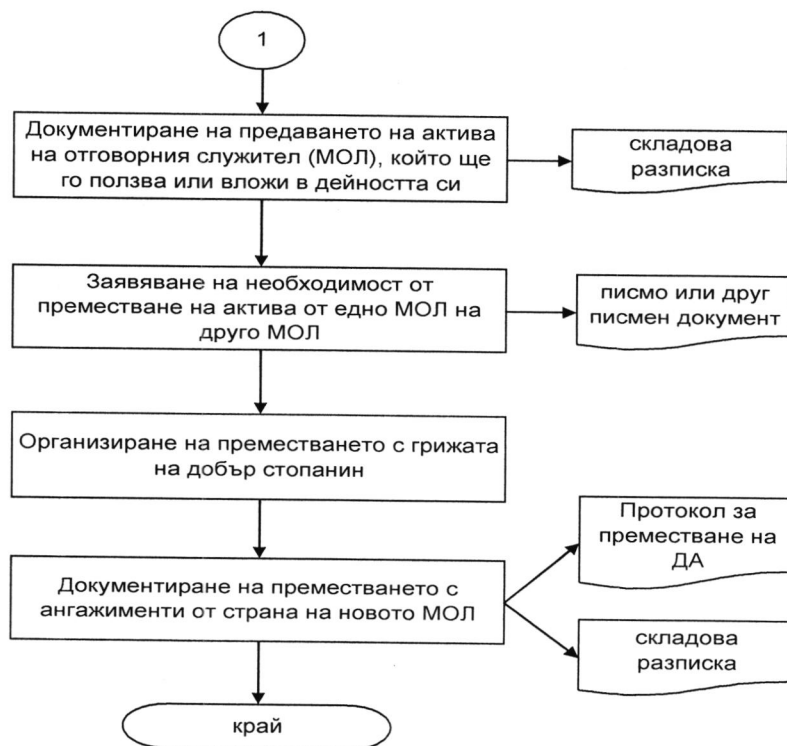 1
Документиране на предаването на актива
на отговорния служител (МОЛ), който ще
го ползва или вложи в дейността си
складова
разписка
Заявяване на необходимост от
преместване на актива от едно МОЛ на
друго МОЛ
писмо или друг
писмен документ
Организиране на преместването с грижата
на добър стопанин
Документиране на преместването с
ангажименти от страна на новото МОЛ
Протокол за
преместване на
ДА
складова
разписка
край